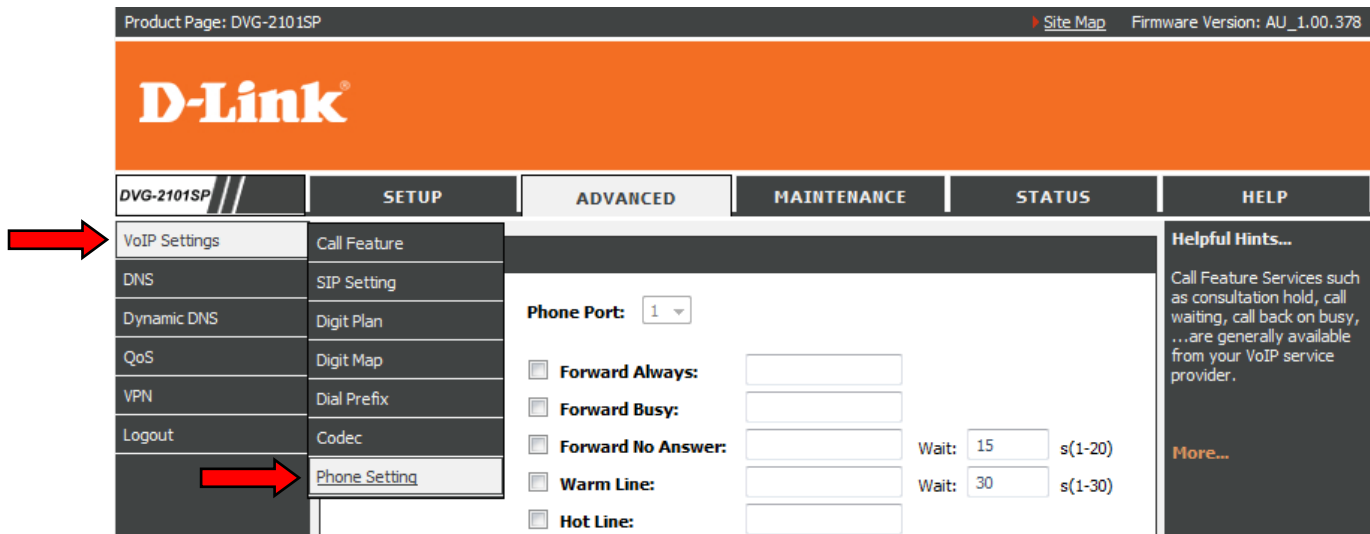 Product Page: DVG-2101SP Site Map Firmware Version: AU_1.00.378
D-Link®
DVG-2101SP SETUP ADVANCED MAINTENANCE STATUS HELP
VoIP Settings
DNS
Dynamic DNS
QoS
VPN
Logout
Call Feature
SIP Setting
Digit Plan
Digit Map
Dial Prefix
Codec
Phone Setting
Phone Port: 1
Forward Always:
Forward Busy:
Forward No Answer: Wait: 15 s(1-20)
Warm Line: Wait: 30 s(1-30)
Hot Line:
Helpful Hints...
Call Feature Services such
as consultation hold, call
waiting, call back on busy,
...are generally available
from your VoIP service
provider.
More...